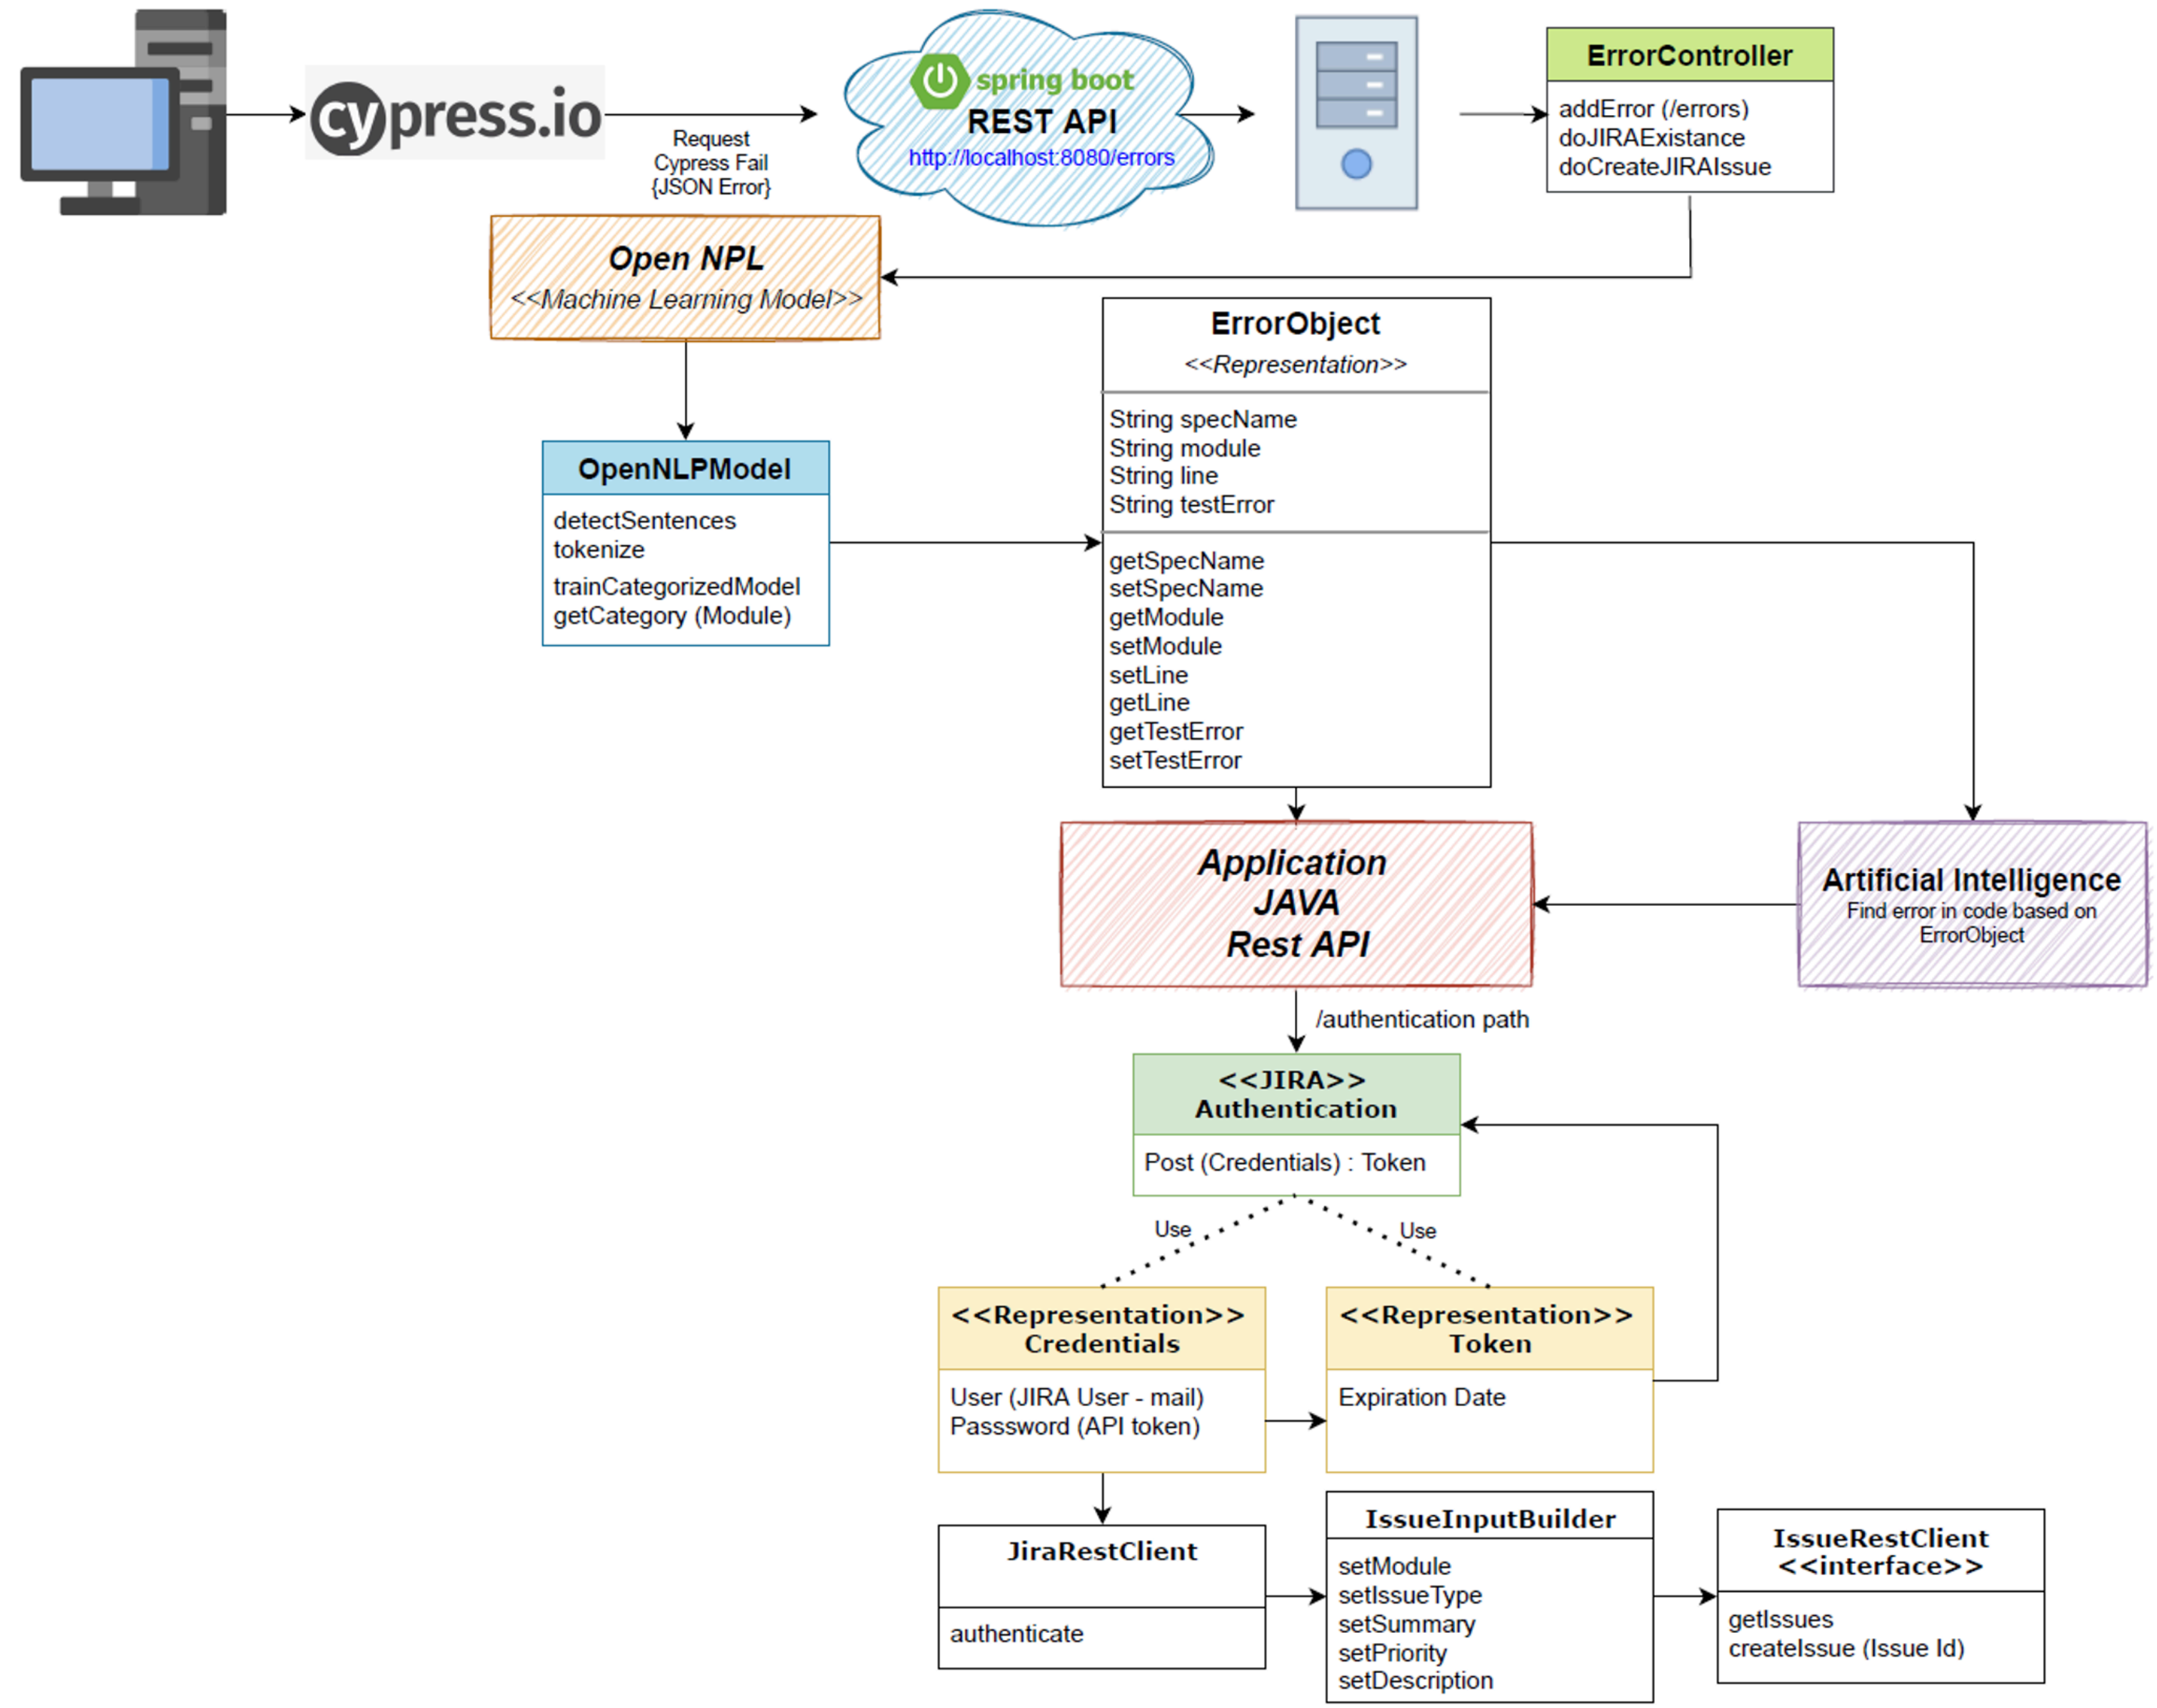 cypress.io
Request
Cypress Fail
{JSON Error}
spring boot
REST API
http://localhost:8080/errors
ErrorController
addError (/errors)
doJIRAExistance
doCreateJIRAIssue
Open NPL
<<Machine Learning Model>>
OpenNLPModel
detectSentences
tokenize
trainCategorizedModel
getCategory (Module)
ErrorObject
<<Representation>>
String specName
String module
String line
String testError
getSpecName
setSpecName
getModule
setModule
setLine
getLine
getTestError
setTestError
Application
JAVA
Rest API
Artificial Intelligence
Find error in code based on
ErrorObject
/authentication path
<<JIRA>>
Authentication
Post (Credentials) : Token
Use
Use
<<Representation>>
Credentials
User (JIRA User - mail)
Passsword (API token)
<<Representation>>
Token
Expiration Date
JiraRestClient
authenticate
IssueInputBuilder
setModule
setIssueType
setSummary
setPriority
setDescription
IssueRestClient
<<interface>>
getIssues
createIssue (Issue Id)